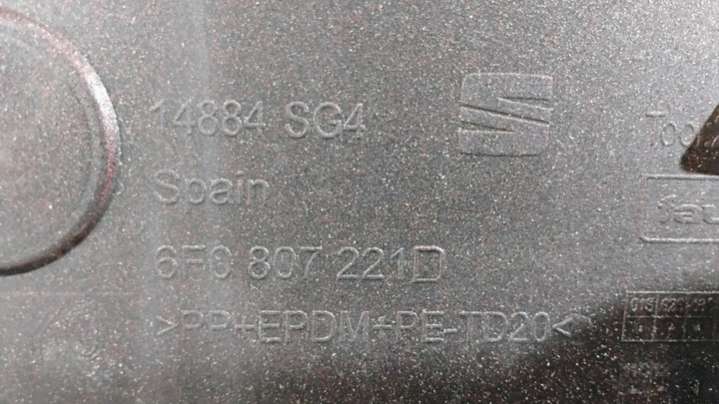 14884 SG4
Spain
6F0 807 221D
>PP+EPDM+PE-TD20<